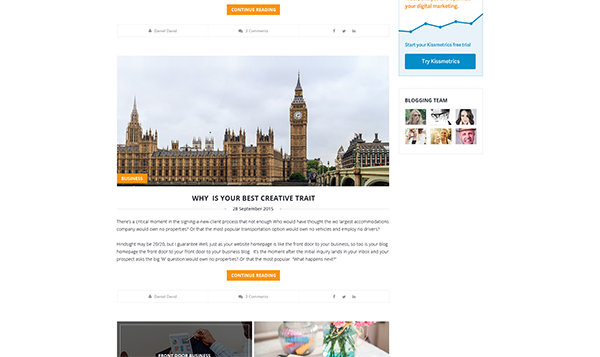 CONTINUE READING
Daniel David
3 Comments
your digital marketing.
Start your Kissmetrics free trial
Try Kissmetrics
BLOGGING TEAM
BUSINESS
WHY IS YOUR BEST CREATIVE TRAIT
28 September 2015
There's a critical moment in the signing-a-new-client process that not enough Who would have thought the wo largest accommodations
company would own no properties? Or that the most popular transportation option would own no vehicles and employ no drivers?
Hindsight may be 20/20, but I guarantee Well, just as your website homepage is like the front door to your business, so too is your blog
homepage the front door to your front door to your business blog. It's the moment after the initial inquiry lands in your inbox and your
prospect asks the big 'W' question:would own no properties? Or that the most popular "What happens next?"
CONTINUE READING
Daniel David
3 Comments
FRONT DOOR BUSINESS